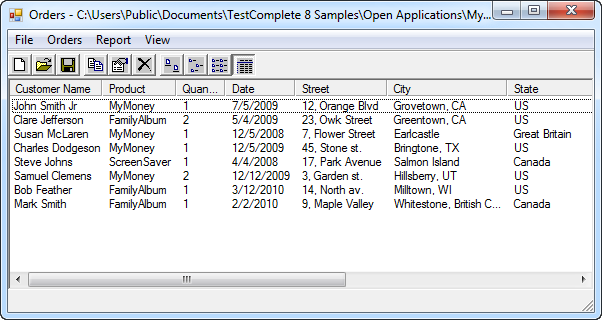 Orders - C:\Users\Public\Documents\TestComplete 8 Samples\Open Applications\My...
File Orders Report View
Customer Name Product Quan... Date Street City State
John Smith Jr MyMoney 1 7/5/2009 12, Orange Blvd Grovetown, CA US
Clare Jefferson FamilyAlbum 2 5/4/2009 23, Owk Street Greentown, CA US
Susan McLaren MyMoney 1 12/5/2008 7, Flower Street Earlcastle Great Britain
Charles Dodgeson MyMoney 1 12/5/2009 45, Stone st. Bringtone, TX US
Steve Johns ScreenSaver 1 4/4/2008 17, Park Avenue Salmon Island Canada
Samuel Clemens MyMoney 2 12/12/2009 3, Garden st. Hillsberry, UT US
Bob Feather FamilyAlbum 1 3/12/2010 14, North av. Milltown, WI US
Mark Smith FamilyAlbum 1 2/2/2010 9, Maple Valley Whitestone, British C... Canada